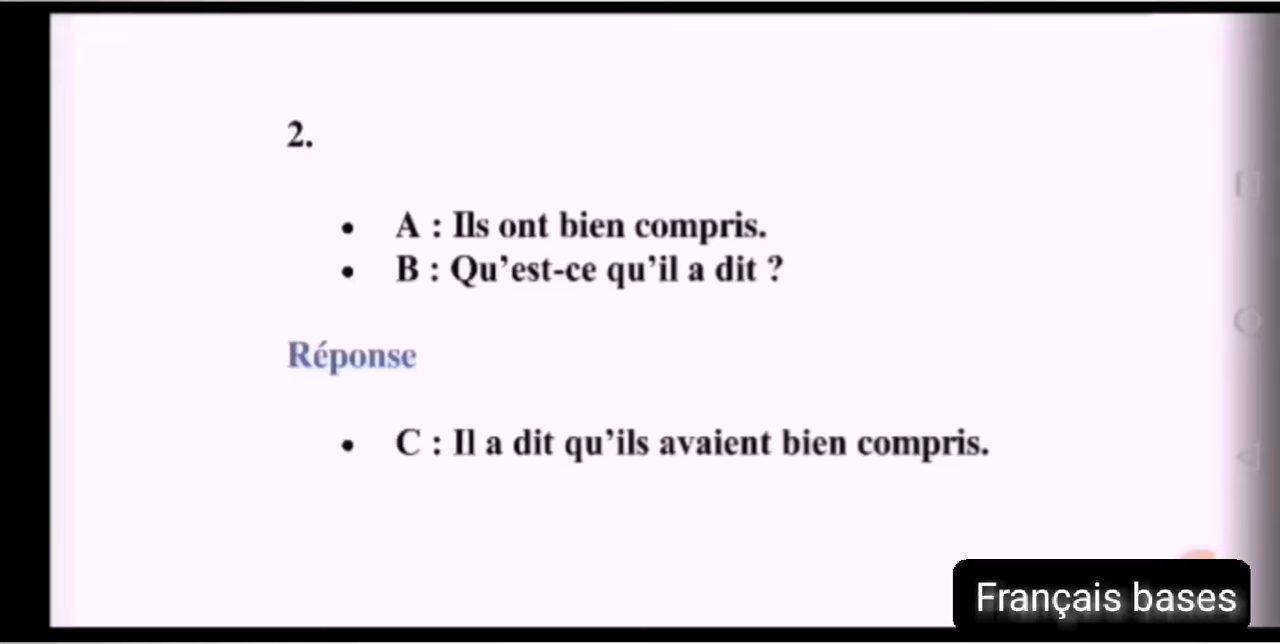 2.
• A : Ils ont bien compris.
• B : Qu’est-ce qu’il a dit ?
Réponse
• C : Il a dit qu’ils avaient bien compris.
Français bases